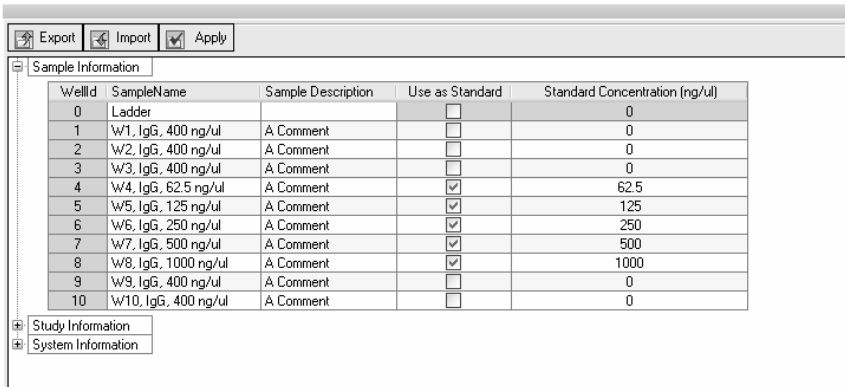 Export Import Apply
Sample Information
WellId SampleName Sample Description Use as Standard Standard Concentration (ng/ul)
0 Ladder 0
1 W1, IgG, 400 ng/ul A Comment 0
2 W2, IgG, 400 ng/ul A Comment 0
3 W3, IgG, 400 ng/ul A Comment 0
4 W4, IgG, 62.5 ng/ul A Comment 62.5
5 W5, IgG, 125 ng/ul A Comment 125
6 W6, IgG, 250 ng/ul A Comment 250
7 W7, IgG, 500 ng/ul A Comment 500
8 W8, IgG, 1000 ng/ul A Comment 1000
9 W9, IgG, 400 ng/ul A Comment 0
10 W10, IgG, 400 ng/ul A Comment 0
Study Information
System Information